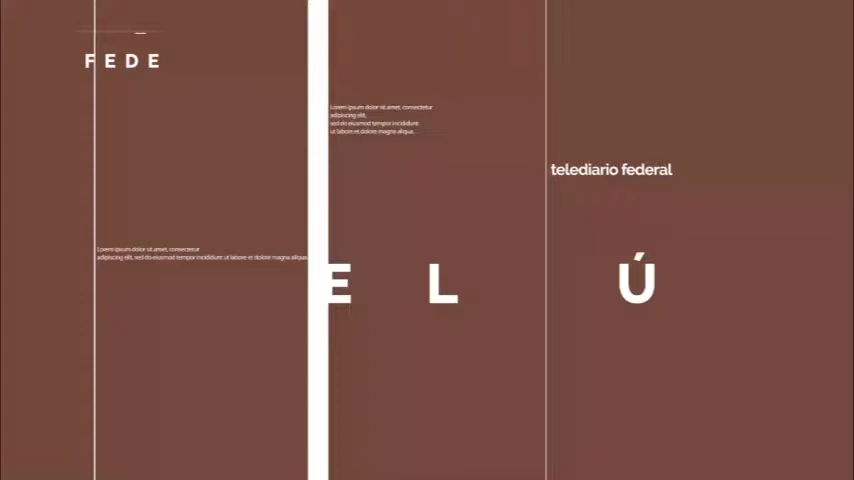 FEDE
Lorem ipsum dolor sit amet, consectetur
adipiscing elit,
sed do eiusmod tempor incididunt
ut labore et dolore magna aliqua.
telediario federal
Lorem ipsum dolor sit amet, consectetur
adipiscing elit, sed do eiusmod tempor incididunt ut labore et dolore magna aliqua.
E L Ú